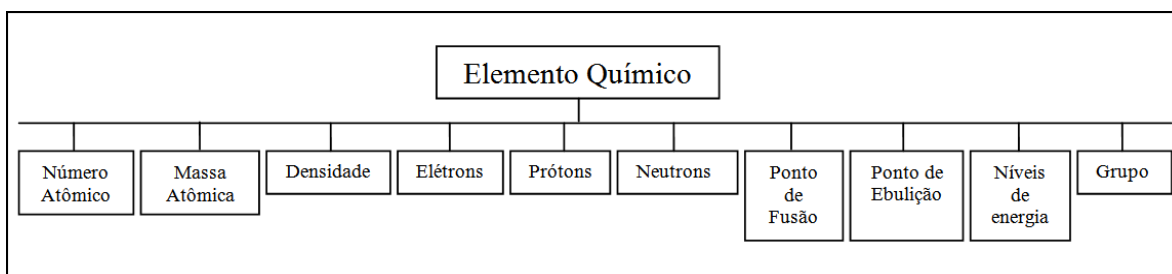 Elemento Químico
Número
Atômico
Massa
Atômica
Densidade
Elétrons
Prótons
Neutrons
Ponto
de
Fusão
Ponto de
Ebulição
Níveis
de
energia
Grupo